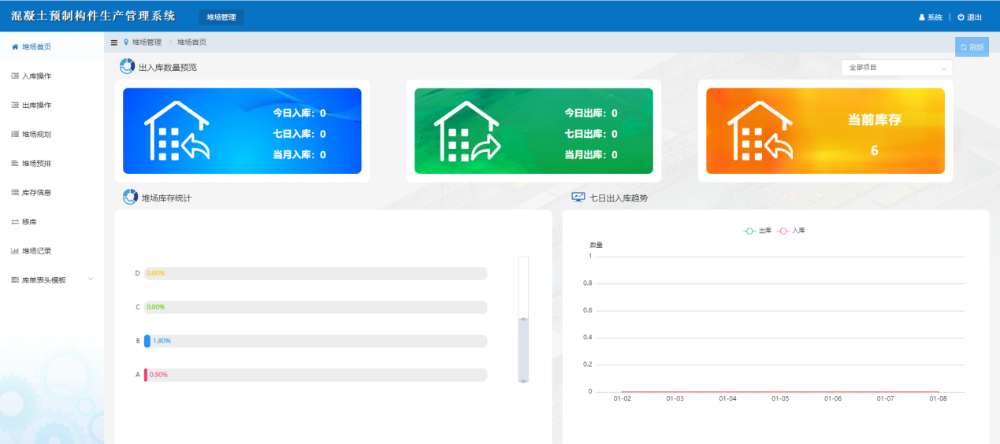 混凝土预制构件生产管理系统
堆场管理
系统
退出
堆场首页
入库操作
出库操作
堆场规划
堆场预排
库存信息
移库
堆场记录
库单表头模板
堆场管理
堆场首页
刷新
出入库数量预览
全部项目
今日入库：0
七日入库：0
当月入库：0
今日出库：0
七日出库：0
当月出库：0
当前库存
6
堆场库存统计
D 0.00%
C 0.00%
B 1.80%
A 0.90%
七日出入库趋势
出库 入库
数量
1
0.8
0.6
0.4
0.2
0
01-02 01-03 01-04 01-05 01-06 01-07 01-08